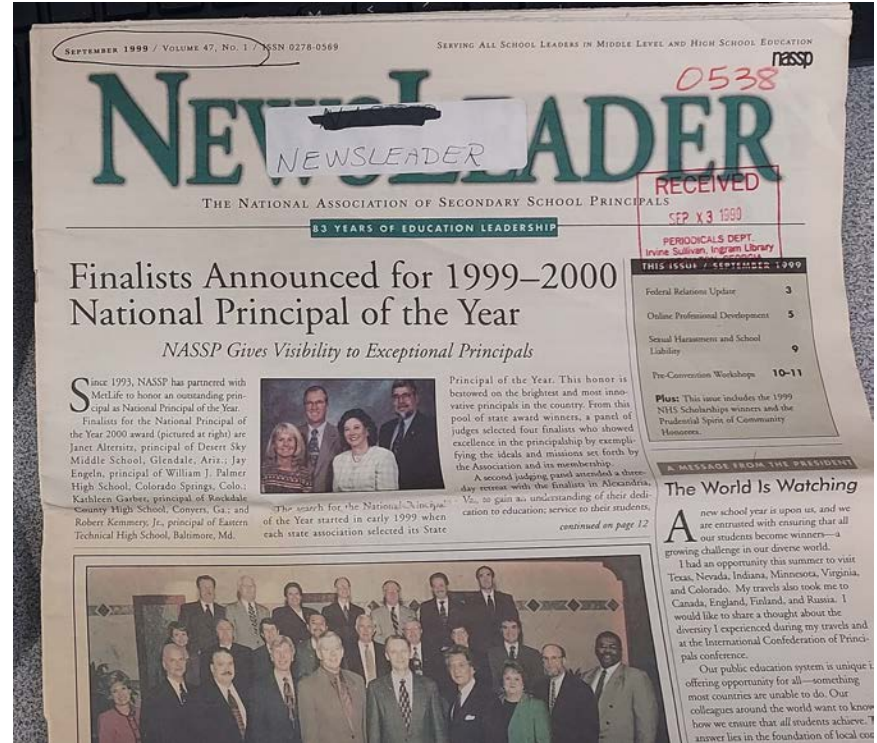 SEPTEMBER 1999 / VOLUME 47, NO. 1 / ISSN 0278-0569
SERVING ALL SCHOOL LEADERS IN MIDDLE LEVEL AND HIGH SCHOOL EDUCATION
nassp
0538
NEWSLEADER
NEWSLEADER
THE NATIONAL ASSOCIATION OF SECONDARY SCHOOL PRINCIPALS
RECEIVED
SEP 3 1999
PERIODICALS DEPT.
Irvine Sullivan, Ingram Library
83 YEARS OF EDUCATION LEADERSHIP
Finalists Announced for 1999–2000
National Principal of the Year
NASSP Gives Visibility to Exceptional Principals
Since 1993, NASSP has partnered with
MetLife to honor an outstanding prin-
cipal as National Principal of the Year.
Finalists for the National Principal of
the Year 2000 award (pictured at right) are
Janet Altersitz, principal of Desert Sky
Middle School, Glendale, Ariz.; Jay
Engeln, principal of William J. Palmer
High School, Colorado Springs, Colo.;
Kathleen Garber, principal of Rockdale
County High School, Conyers, Ga.; and
Robert Kemmery, Jr., principal of Eastern
Technical High School, Baltimore, Md.
The search for the National Principal
of the Year started in early 1999 when
each state association selected its State
Principal of the Year. This honor is
bestowed on the brightest and most inno-
vative principals in the country. From this
pool of state award winners, a panel of
judges selected four finalists who showed
excellence in the principalship by exempli-
fying the ideals and missions set forth by
the Association and its membership.
A second judging panel attended a three-
day retreat with the finalists in Alexandria,
Va., to gain an understanding of their dedi-
cation to education; service to their students,
continued on page 12
THIS ISSUE / SEPTEMBER 1999
Federal Relations Update 3
Online Professional Development 5
Sexual Harassment and School
Liability 9
Pre-Convention Workshops 10–11
Plus: This issue includes the 1999
NHS Scholarships winners and the
Prudential Spirit of Community
Honorees.
A MESSAGE FROM THE PRESIDENT
The World Is Watching
A new school year is upon us, and we
are entrusted with ensuring that all
our students become winners—a
growing challenge in our diverse world.
I had an opportunity this summer to visit
Texas, Nevada, Indiana, Minnesota, Virginia,
and Colorado. My travels also took me to
Canada, England, Finland, and Russia. I
would like to share a thought about the
diversity I experienced during my travels and
at the International Confederation of Princi-
pals conference.
Our public education system is unique
offering opportunity for all—something
most countries are unable to do. Our
colleagues around the world want to know
how we ensure that all students achieve.
answer lies in the foundation of local